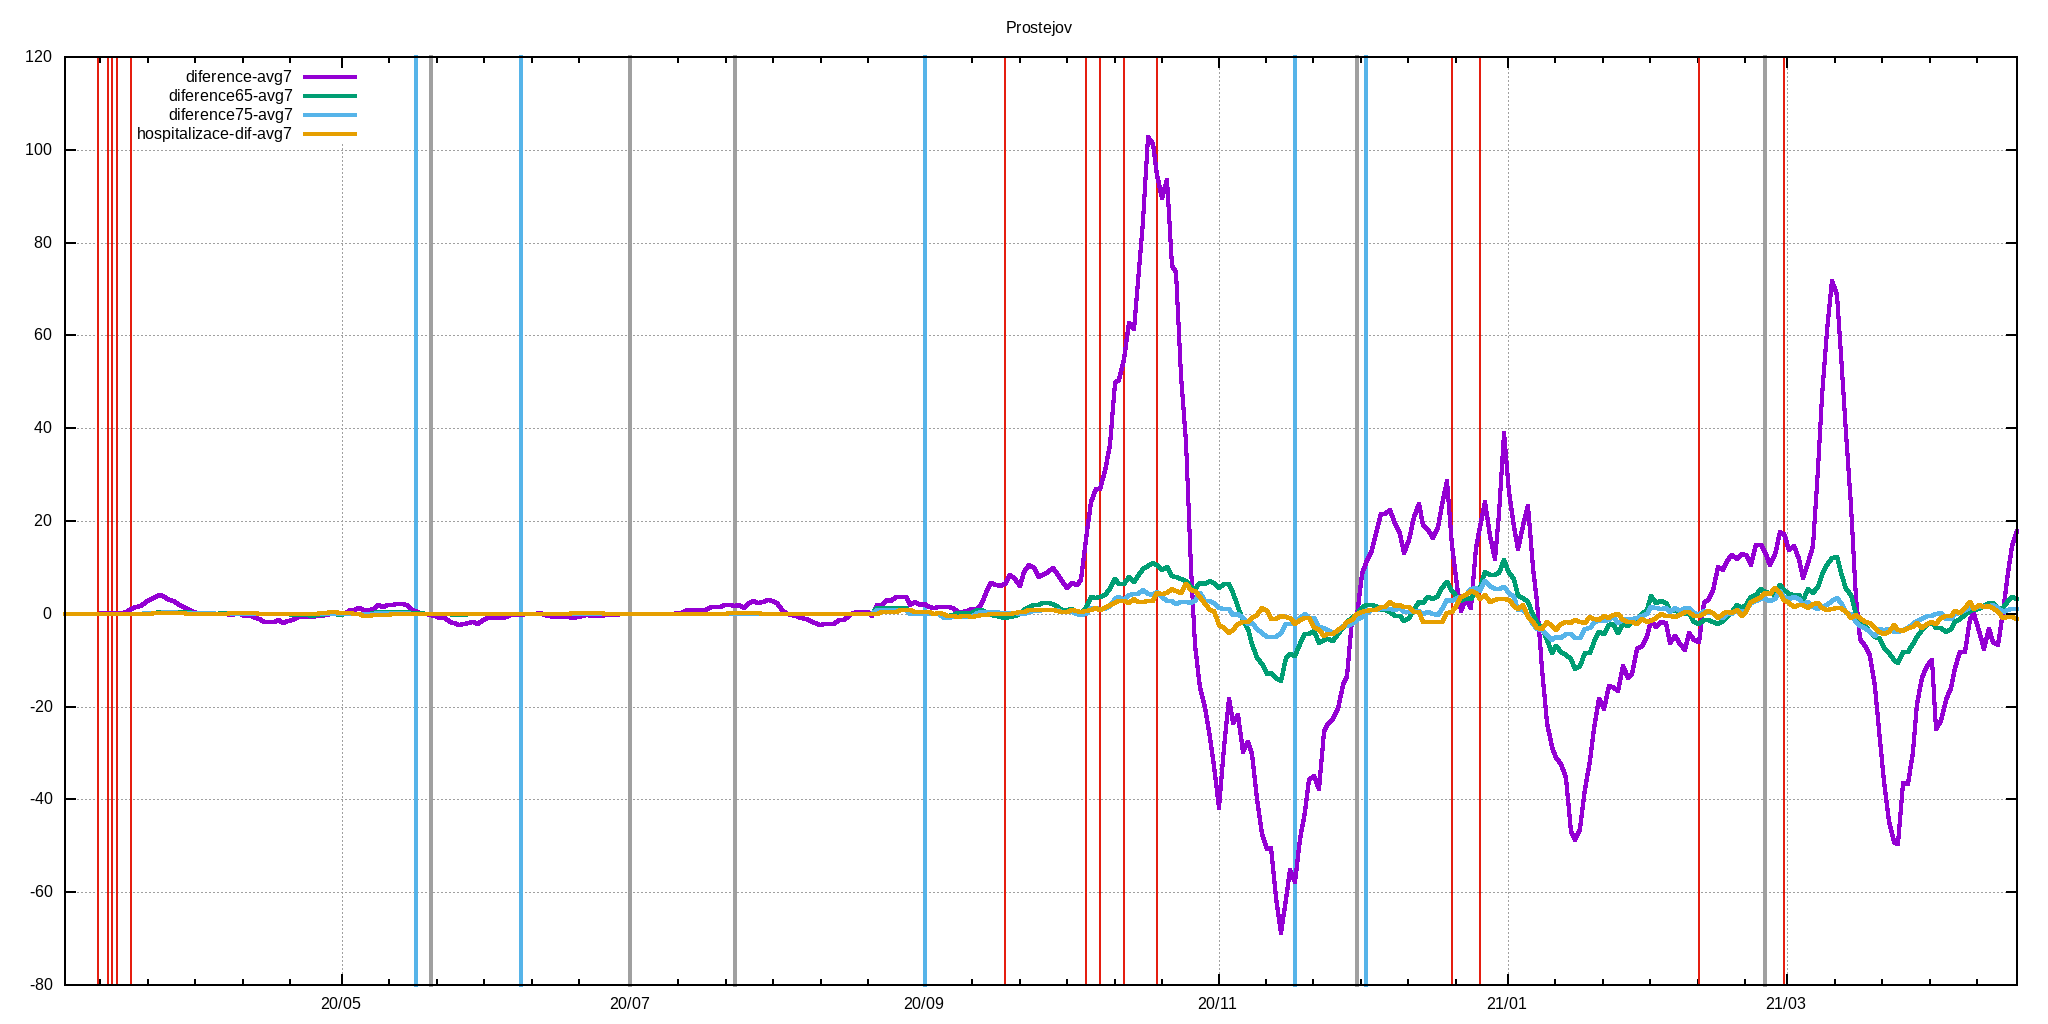 Prostejov
diference-avg7
diference65-avg7
diference75-avg7
hospitalizace-dif-avg7
120
100
80
60
40
20
0
-20
-40
-60
-80
20/05 20/07 20/09 20/11 21/01 21/03